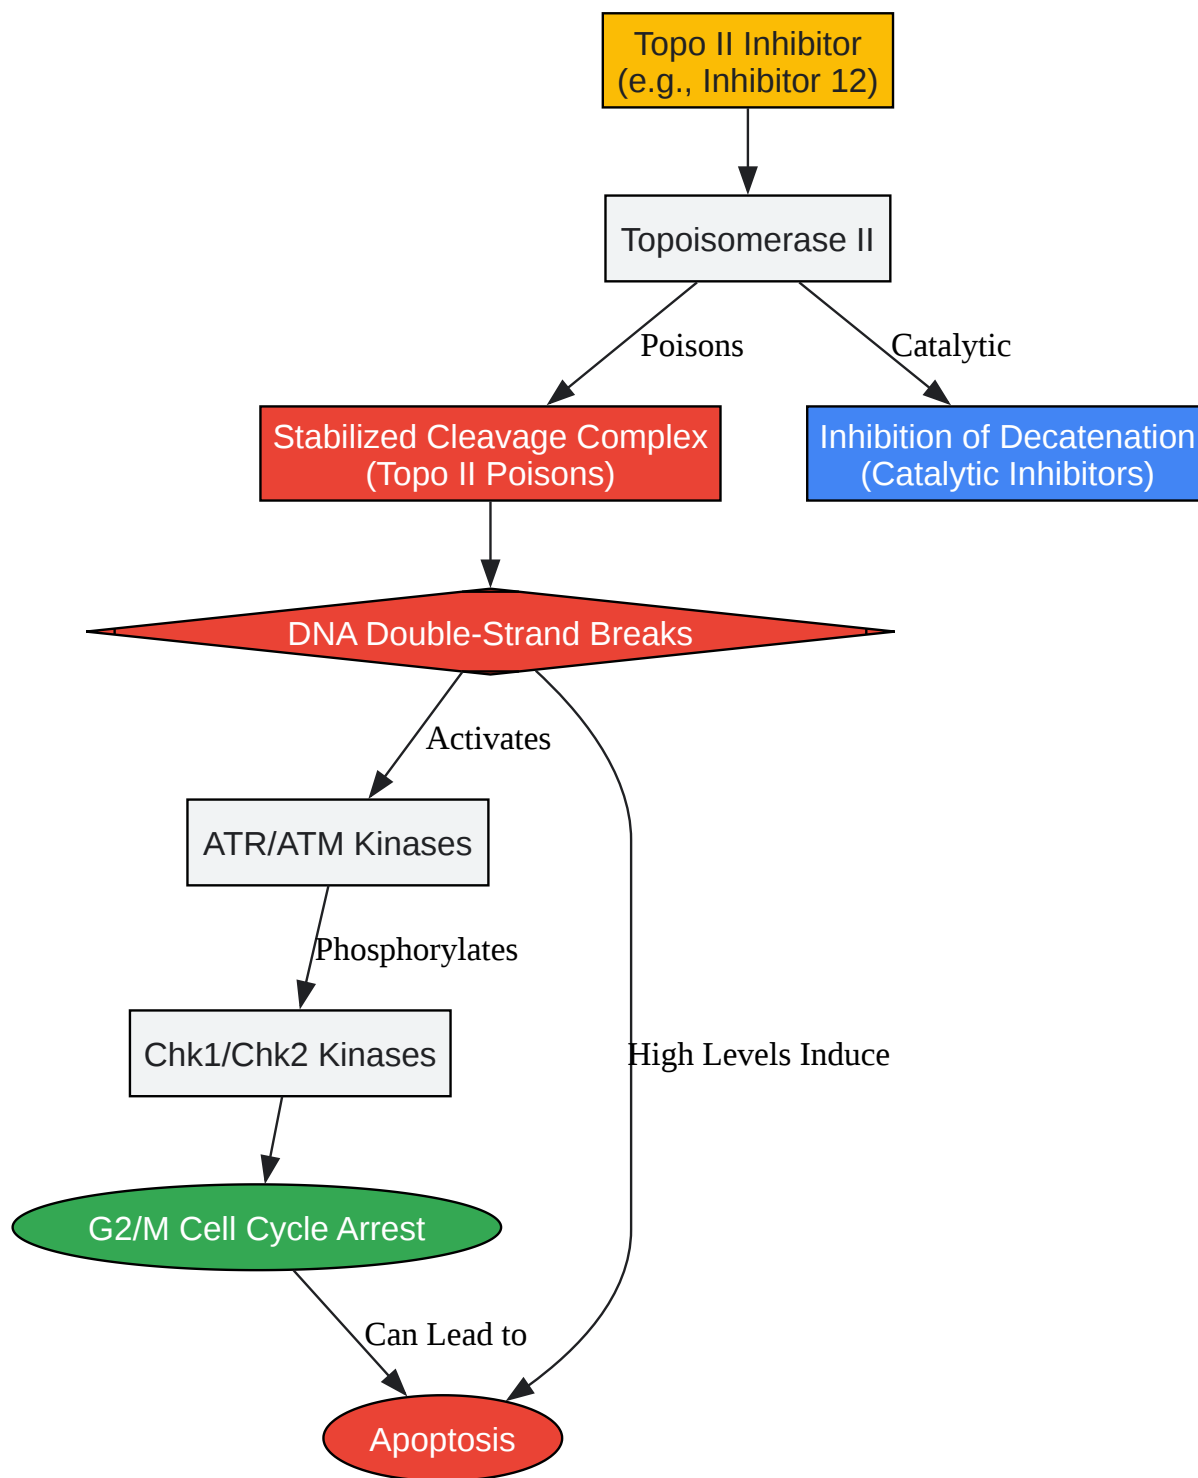 Topo II Inhibitor
(e.g., Inhibitor 12)
Topoisomerase II
Poisons
Catalytic
Stabilized Cleavage Complex
(Topo II Poisons)
Inhibition of Decatenation
(Catalytic Inhibitors)
DNA Double-Strand Breaks
Activates
ATR/ATM Kinases
Phosphorylates
Chk1/Chk2 Kinases
High Levels Induce
G2/M Cell Cycle Arrest
Can Lead to
Apoptosis